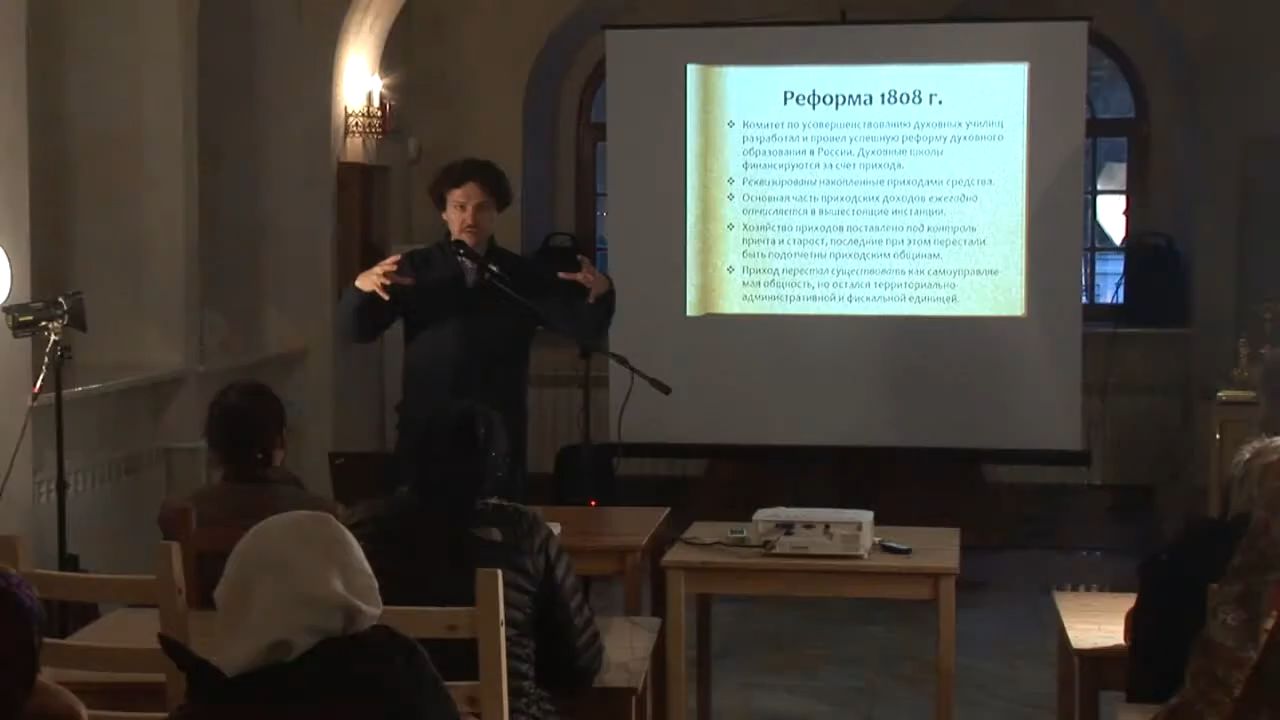 Реформа 1808 г.
Комитет по усовершенствованию духовных училищ
разработал и провел успешную реформу духовного
образования в России. Духовные школы
финансируются за счет прихода.
Реквизированы накопленные приходами средства.
Основная часть приходских доходов ежегодно
отчисляется в вышестоящие инстанции.
Хозяйство приходов поставлено под контроль
причта и старост, последние при этом перестали
быть подотчетны приходским общинам.
Приход перестал существовать как самоуправляе
мая общность, но остался территориально-
административной и фискальной единицей.